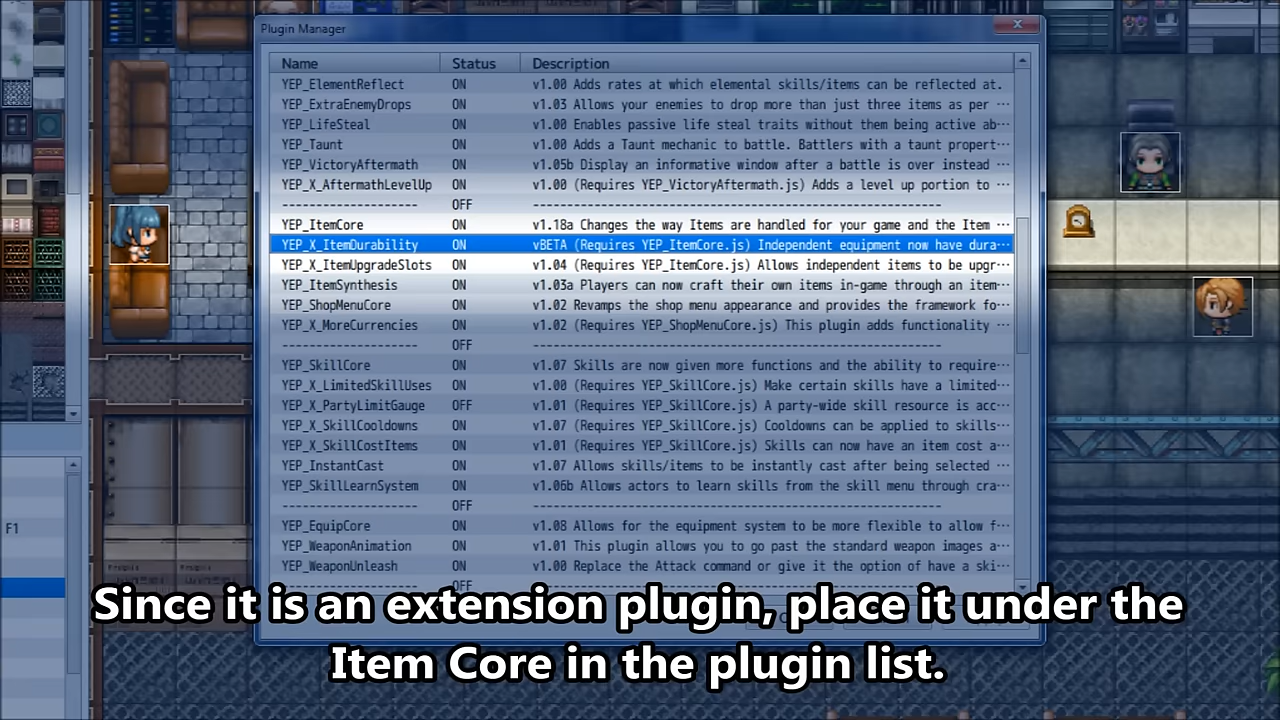 Plugin Manager
Name Status Description
YEP_ElementReflect ON v1.00 Adds rates at which elemental skills/items can be reflected at.
YEP_ExtraEnemyDrops ON v1.03 Allows your enemies to drop more than just three items as per ···
YEP_LifeSteal ON v1.00 Enables passive life steal traits without them being active ab···
YEP_Taunt ON v1.00 Adds a Taunt mechanic to battle. Battlers with a taunt propert···
YEP_VictoryAftermath ON v1.05b Display an informative window after a battle is over instead ···
YEP_X_AftermathLevelUp ON v1.00 (Requires YEP_VictoryAftermath.js) Adds a level up portion to ···
-------------------- OFF ------------------------------------------------------------
YEP_ItemCore ON v1.18a Changes the way Items are handled for your game and the Item ···
YEP_X_ItemDurability ON vBETA (Requires YEP_ItemCore.js) Independent equipment now have dura···
YEP_X_ItemUpgradeSlots ON v1.04 (Requires YEP_ItemCore.js) Allows independent items to be upgr···
YEP_ItemSynthesis ON v1.03a Players can now craft their own items in-game through an item···
YEP_ShopMenuCore ON v1.02 Revamps the shop menu appearance and provides the framework fo···
YEP_X_MoreCurrencies ON v1.02 (Requires YEP_ShopMenuCore.js) This plugin adds functionality ···
-------------------- OFF ------------------------------------------------------------
YEP_SkillCore ON v1.07 Skills are now given more functions and the ability to require···
YEP_X_LimitedSkillUses ON v1.00 (Requires YEP_SkillCore.js) Make certain skills have a limited···
YEP_X_PartyLimitGauge OFF v1.01 (Requires YEP_SkillCore.js) A party-wide skill resource is acc···
YEP_X_SkillCooldowns ON v1.07 (Requires YEP_SkillCore.js) Cooldowns can be applied to skills···
YEP_X_SkillCostItems ON v1.01 (Requires YEP_SkillCore.js) Skills can now have an item cost a···
YEP_InstantCast ON v1.07 Allows skills/items to be instantly cast after being selected ···
YEP_SkillLearnSystem ON v1.06b Allows actors to learn skills from the skill menu through cra···
-------------------- OFF ------------------------------------------------------------
F1
YEP_EquipCore ON v1.08 Allows for the equipment system to be more flexible to allow f···
YEP_WeaponAnimation ON v1.01 This plugin allows you to go past the standard weapon images a···
YEP_WeaponUnleash ON v1.00 Replace the Attack command or give it the option of have a ski···
OFF
Since it is an extension plugin, place it under the
Item Core in the plugin list.